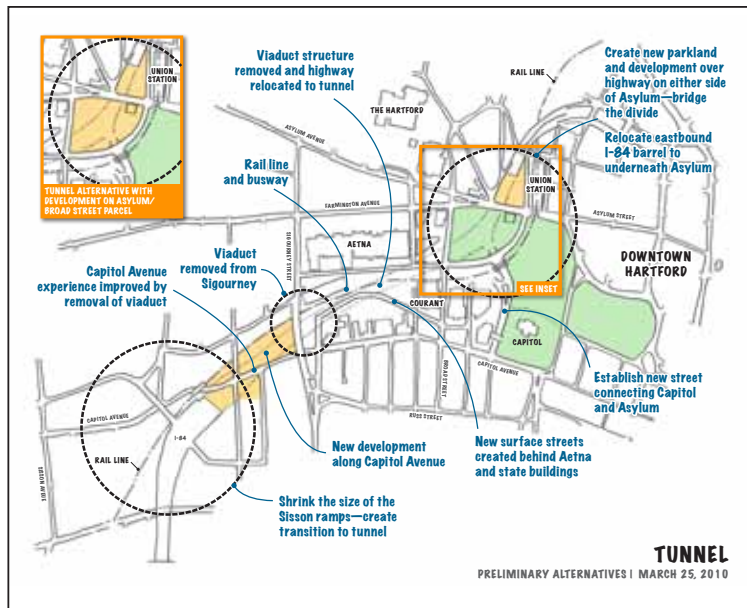 UNION
STATION
TUNNEL ALTERNATIVE WITH
DEVELOPMENT ON ASYLUM/
BROAD STREET PARCEL
Viaduct structure
removed and highway
relocated to tunnel
RAIL LINE
Create new parkland
and development over
highway on either side
of Asylum—bridge
the divide
Relocate eastbound
I-84 barrel to
underneath Asylum
THE HARTFORD
ASYLUM AVENUE
Rail line
and busway
UNION
STATION
FARMINGTON AVENUE
ASYLUM STREET
AETNA
SIGOURNEY STREET
DOWNTOWN
HARTFORD
Capitol Avenue
experience improved by
removal of viaduct
Viaduct
removed from
Sigourney
SEE INSET
COURANT
CAPITOL
BROAD STREET
CAPITOL AVENUE
Establish new street
connecting Capitol
and Asylum
CAPITOL AVENUE
RUSS STREET
I-84
New development
along Capitol Avenue
New surface streets
created behind Aetna
and state buildings
RAIL LINE
SISSON AVE
Shrink the size of the
Sisson ramps—create
transition to tunnel
TUNNEL
PRELIMINARY ALTERNATIVES | MARCH 25, 2010